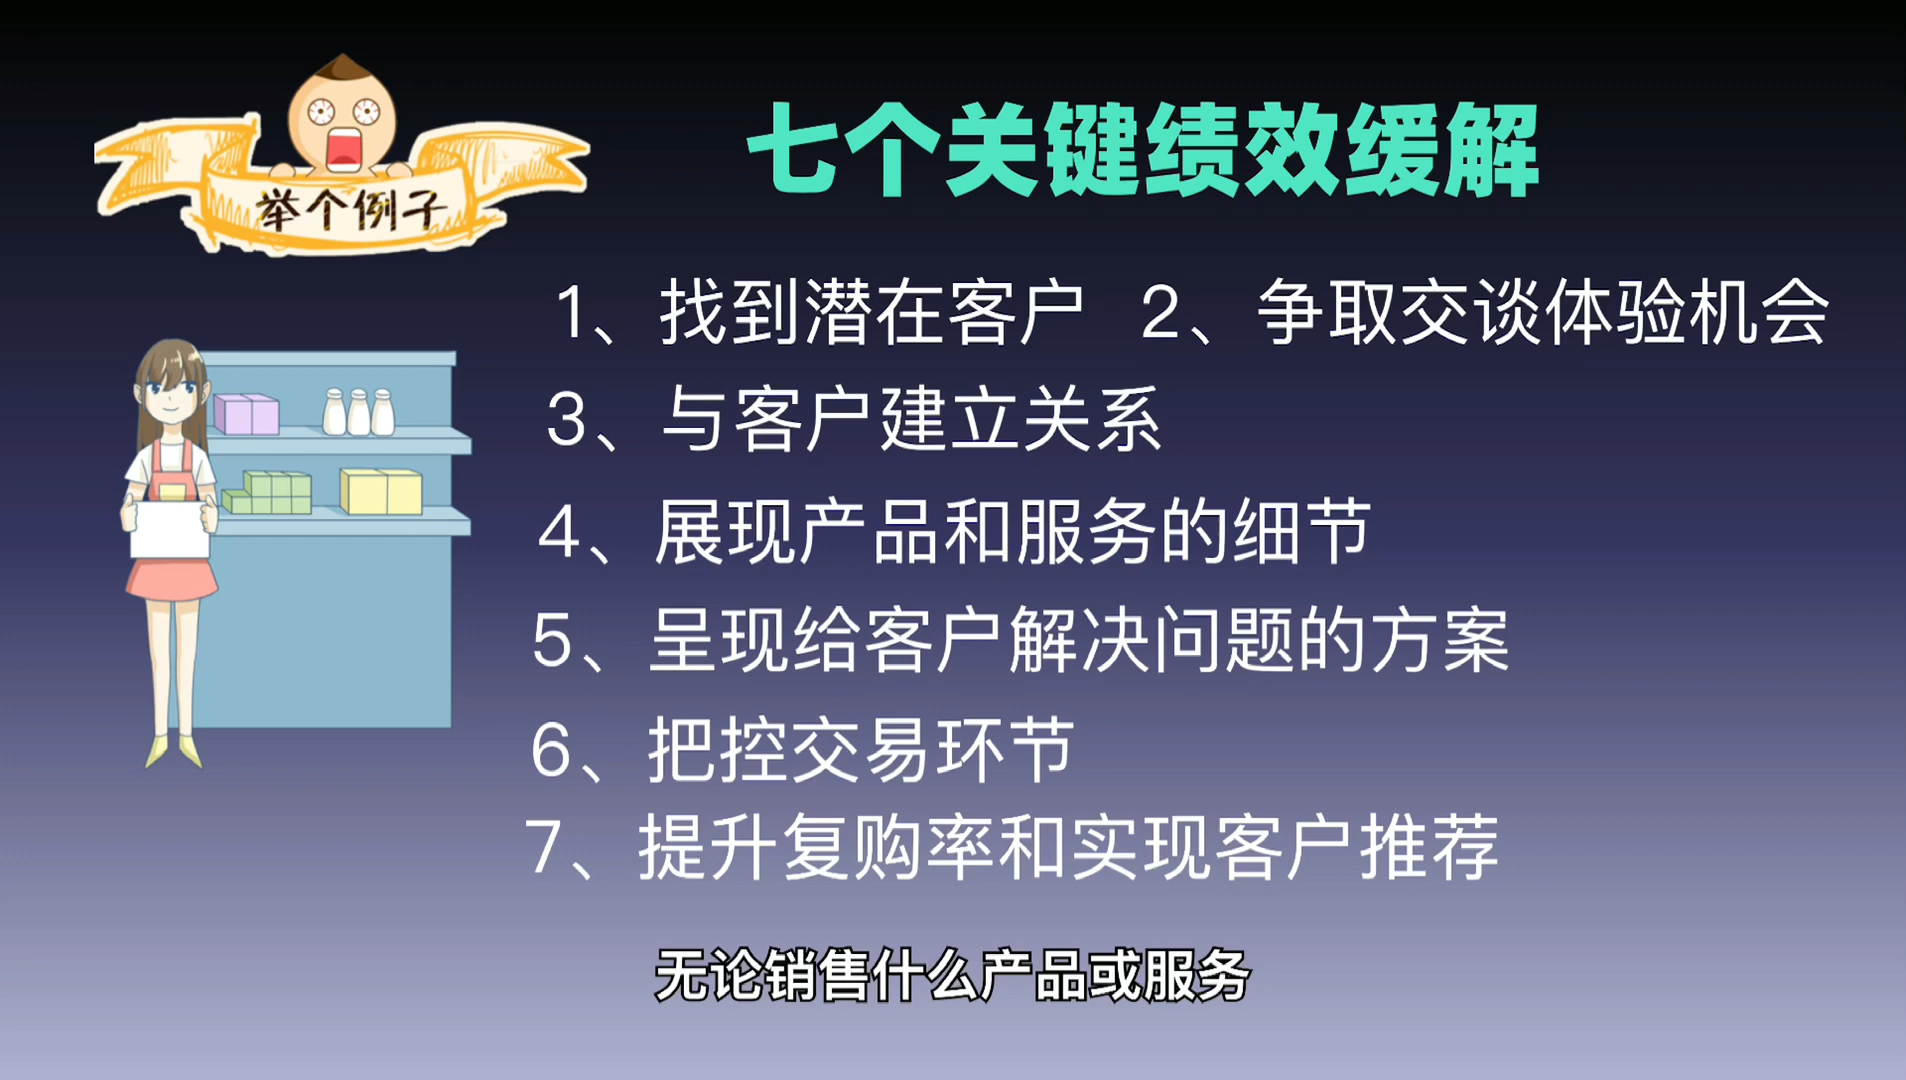 举个例子
七个关键绩效缓解
1、找到潜在客户 2、争取交谈体验机会
3、与客户建立关系
4、展现产品和服务的细节
5、呈现给客户解决问题的方案
6、把控交易环节
7、提升复购率和实现客户推荐
无论销售什么产品或服务